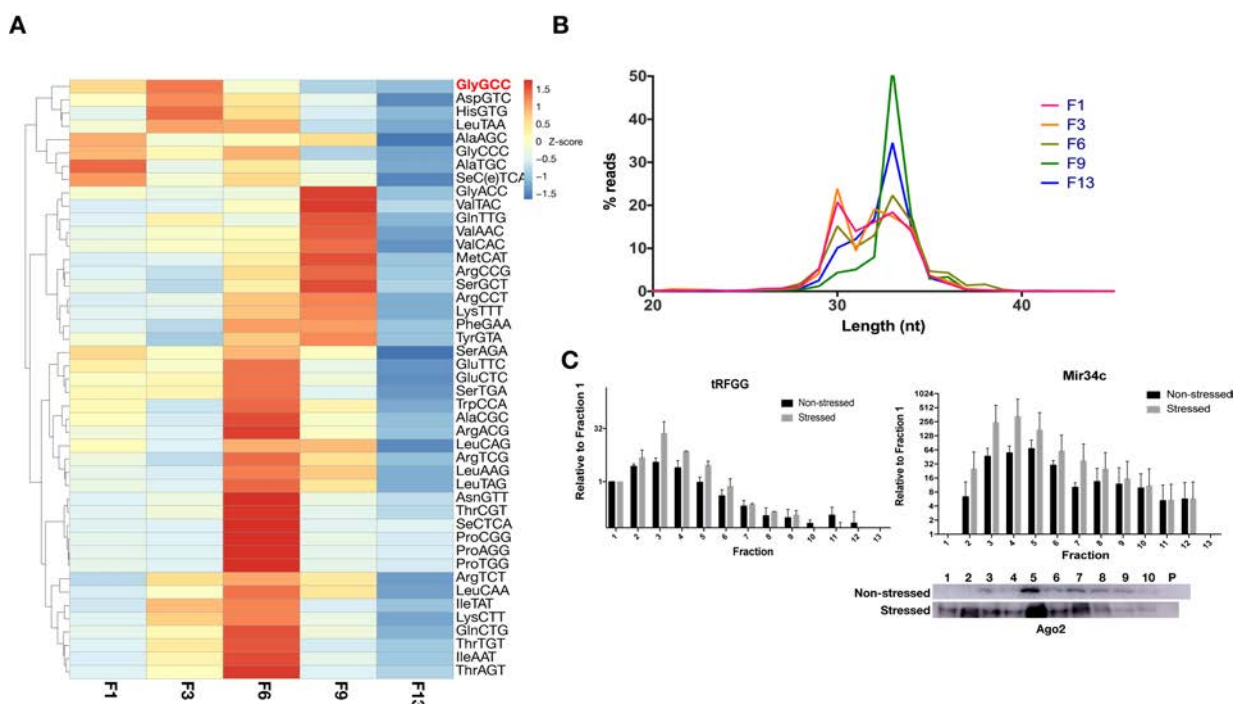 A
GlyGCC
AspGTC
HisGTG
LeuTAA
AlaAGC
GlyCCC
AlaTGC
SeC(e)TCA
GlyACC
ValTAC
GlnTTG
ValAAC
ValCAC
MetCAT
ArgCCG
SerGCT
ArgCCT
LysTTT
PheGAA
TyrGTA
SerAGA
GluTTC
GluCTC
SerTGA
TrpCCA
AlaCGC
ArgACG
LeuCAG
ArgTCG
LeuAAG
LeuTAG
AsnGTT
ThrCGT
SeCTCA
ProCGG
ProAGG
ProTGG
ArgTCT
LeuCAA
IleTAT
LysCTT
GlnCTG
ThrTGT
IleAAT
ThrAGT
F1 F3 F6 F9 F13
1.5
1
0.5
0 Z-score
−0.5
−1
−1.5
B
% reads
50
40
30
20
10
0
20 30 40
Length (nt)
F1
F3
F6
F9
F13
C
tRFGG
Relative to Fraction 1
32
1
Non-stressed
Stressed
1 2 3 4 5 6 7 8 9 10 11 12 13
Fraction
Mir34c
Relative to Fraction 1
1024
512
256
128
64
32
16
8
4
2
1
Non-stressed
Stressed
1 2 3 4 5 6 7 8 9 10 11 12 13
Fraction
1 2 3 4 5 6 7 8 9 10 P
Non-stressed
Stressed
Ago2